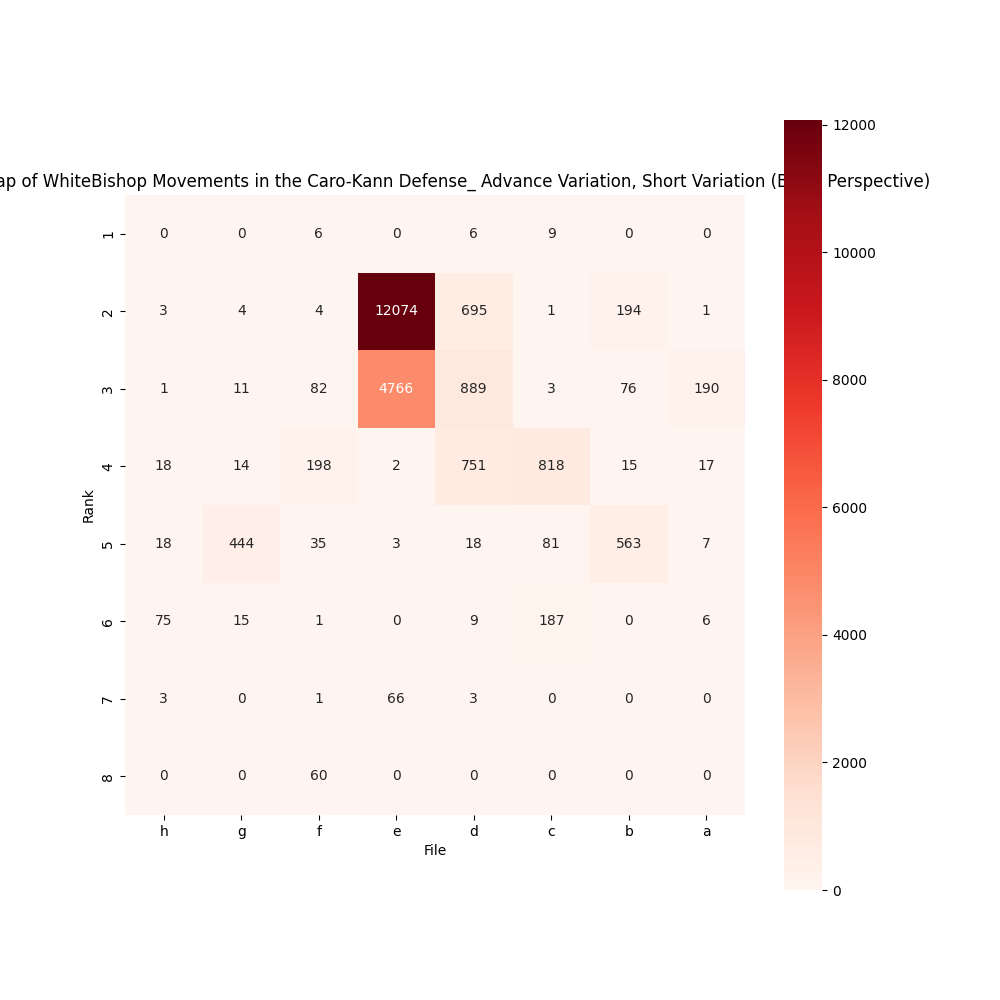 ap of WhiteBishop Movements in the Caro-Kann Defense_ Advance Variation, Short Variation (B Perspective)
12000
10000
8000
6000
4000
2000
0
Rank
1 0 0 6 0 6 9 0 0
2 3 4 4 12074 695 1 194 1
3 1 11 82 4766 889 3 76 190
4 18 14 198 2 751 818 15 17
5 18 444 35 3 18 81 563 7
6 75 15 1 0 9 187 0 6
7 3 0 1 66 3 0 0 0
8 0 0 60 0 0 0 0 0
h g f e d c b a
File